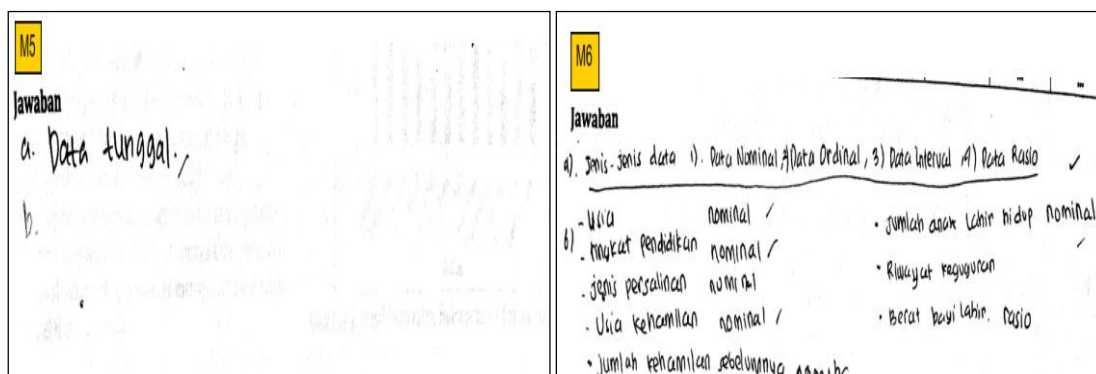 M5
Jawaban
a. Data tunggal.
b.
M6
Jawaban
a). Jenis-Jenis data 1). Data Nominal, Data Ordinal, 3) Data Interval 4) Data Rasio
b)
- Usia nominal
• tingkat pendidikan nominal
• jenis persalinan nominal
• Usia kehamilan nominal
• Jumlah kehamilan sebelumnya
• Jumlah anak Lahir hidup nominal
• Riwayat keguguran
• Berat bayi Lahir. Rasio